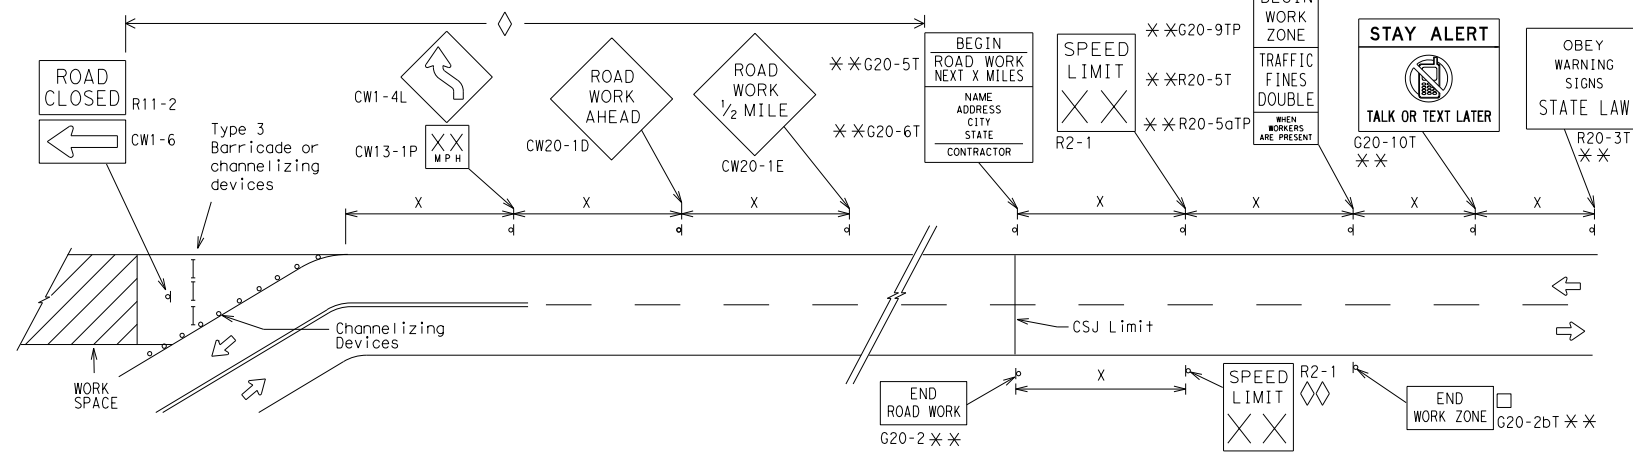 ROAD
CLOSED
R11-2
CW1-6
Type 3
Barricade or
channelizing
devices
CW1-4L
XX
MPH
CW13-1P
ROAD
WORK
AHEAD
CW20-1D
ROAD
WORK
1/2 MILE
CW20-1E
**G20-5T
**G20-6T
BEGIN
ROAD WORK
NEXT X MILES
NAME
ADDRESS
CITY
STATE
CONTRACTOR
SPEED
LIMIT
XX
R2-1
**G20-9TP
**R20-5T
**R20-5aTP
BEGIN
WORK
ZONE
TRAFFIC
FINES
DOUBLE
WHEN
WORKERS
ARE PRESENT
STAY ALERT
TALK OR TEXT LATER
G20-10T
**
OBEY
WARNING
SIGNS
STATE LAW
R20-3T
**
X
X
X
X
X
X
X
Channelizing
Devices
CSJ Limit
WORK
SPACE
END
ROAD WORK
G20-2**
X
SPEED
LIMIT
XX
R2-1
END
WORK ZONE
G20-2bT **